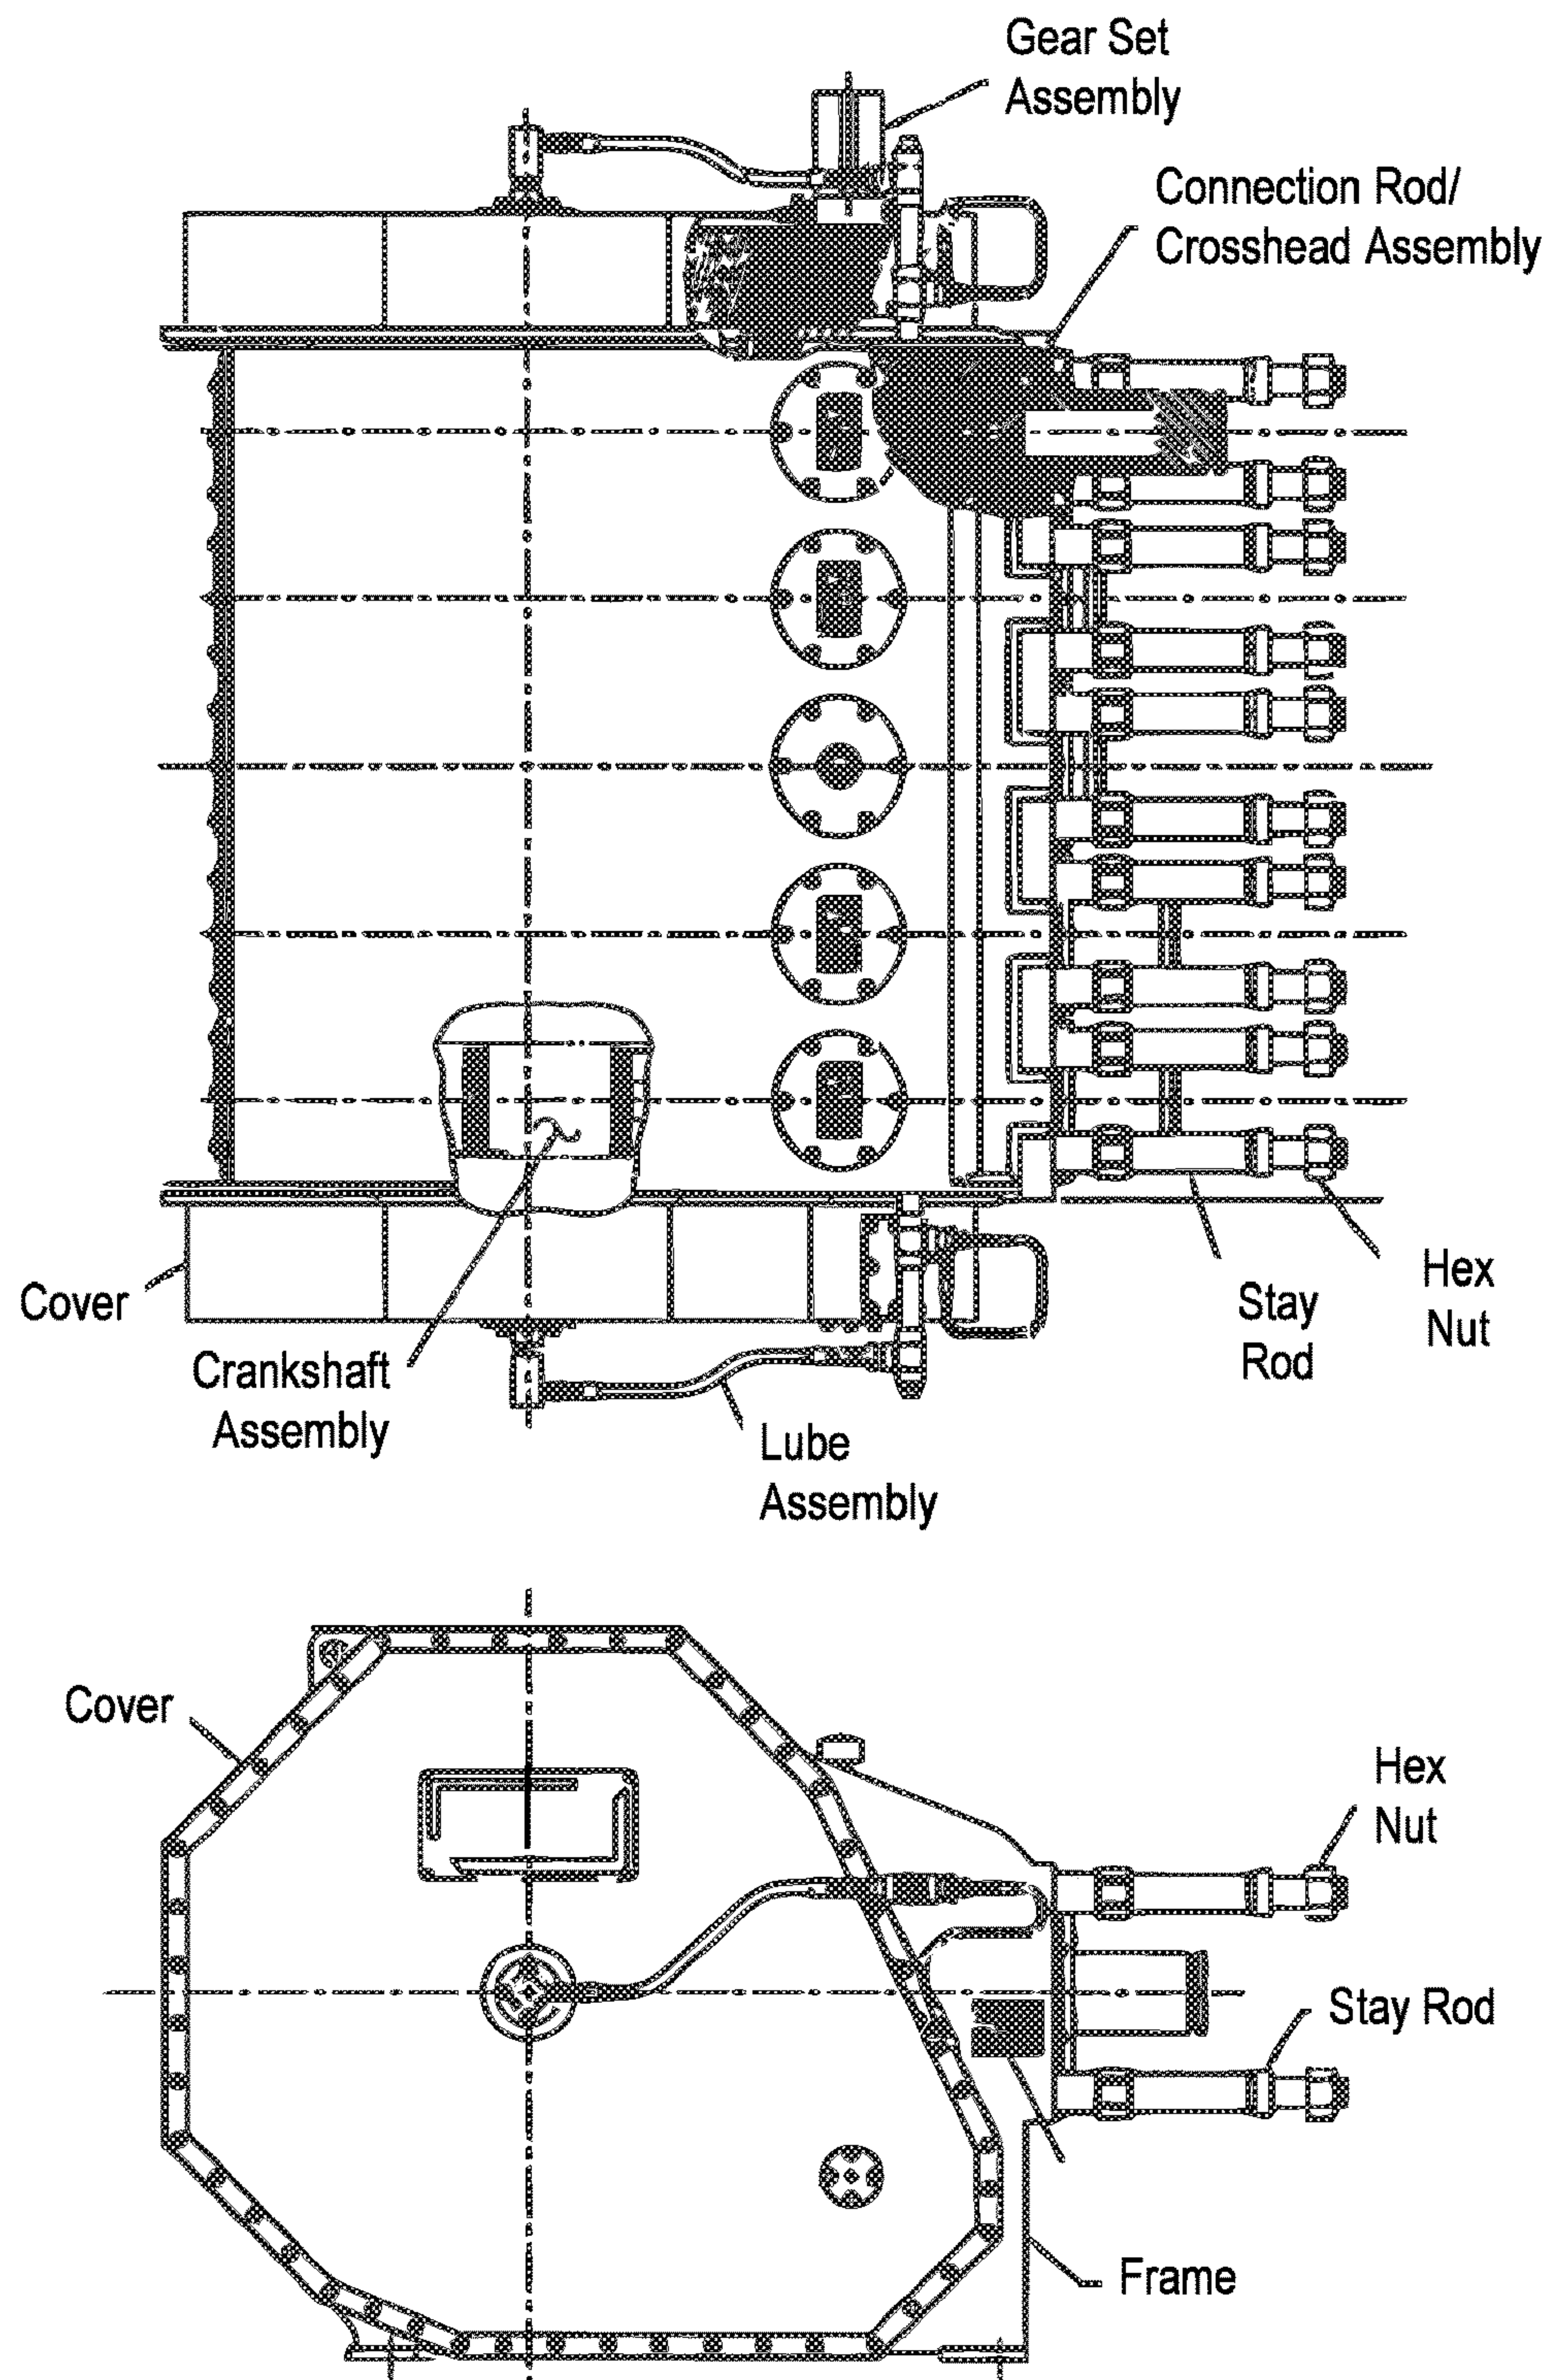 Gear Set
Assembly
Connection Rod/
Crosshead Assembly
Cover
Crankshaft
Assembly
Lube
Assembly
Stay
Rod
Hex
Nut
Cover
Hex
Nut
Stay Rod
Frame